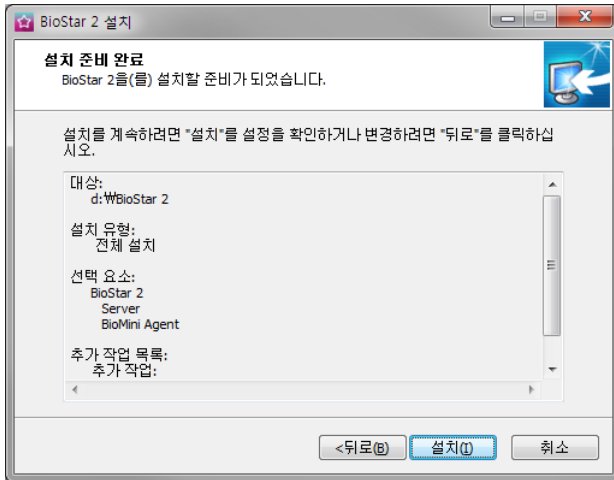 BioStar 2 설치
설치 준비 완료
BioStar 2을(를) 설치할 준비가 되었습니다.
설치를 계속하려면 "설치"를 설정을 확인하거나 변경하려면 "뒤로"를 클릭하십
시오.
대상:
d:₩BioStar 2
설치 유형:
전체 설치
선택 요소:
BioStar 2
Server
BioMini Agent
추가 작업 목록:
추가 작업:
<뒤로(B)
설치(I)
취소